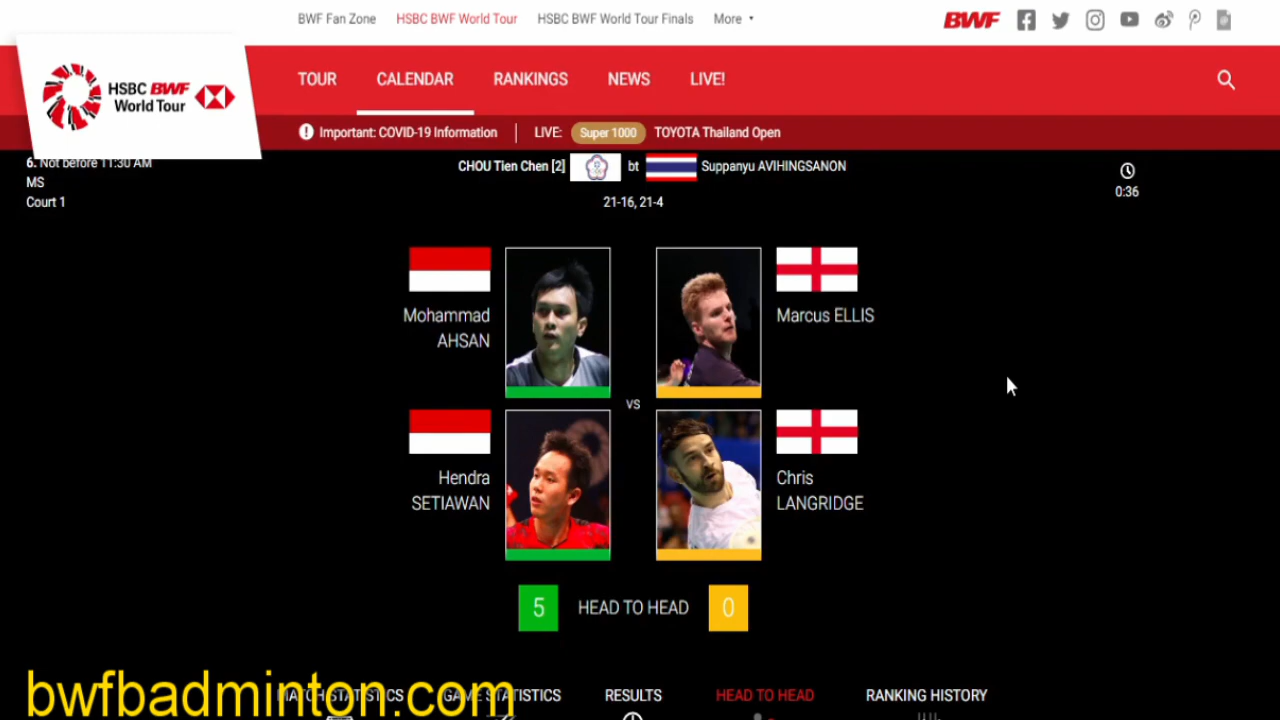 BWF Fan Zone HSBC BWF World Tour HSBC BWF World Tour Finals More
BWF
HSBC BWF
World Tour
TOUR CALENDAR RANKINGS NEWS LIVE!
Important: COVID-19 Information LIVE: Super 1000 TOYOTA Thailand Open
6. Not before 11:30 AM
MS
Court 1
CHOU Tien Chen [2] bt Suppanyu AVIHINGSANON
21-16, 21-4
0:36
Mohammad
AHSAN
Marcus ELLIS
vs
Hendra
SETIAWAN
Chris
LANGRIDGE
5 HEAD TO HEAD 0
MATCH STATISTICS GAME STATISTICS RESULTS HEAD TO HEAD RANKING HISTORY
bwfbadminton.com